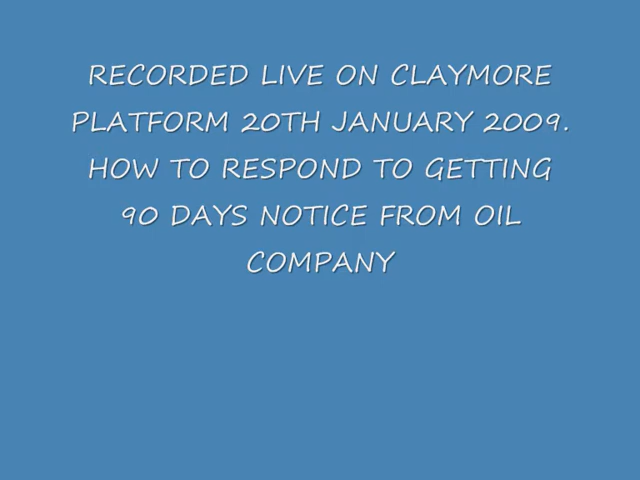 RECORDED LIVE ON CLAYMORE
PLATFORM 20TH JANUARY 2009.
HOW TO RESPOND TO GETTING
90 DAYS NOTICE FROM OIL
COMPANY